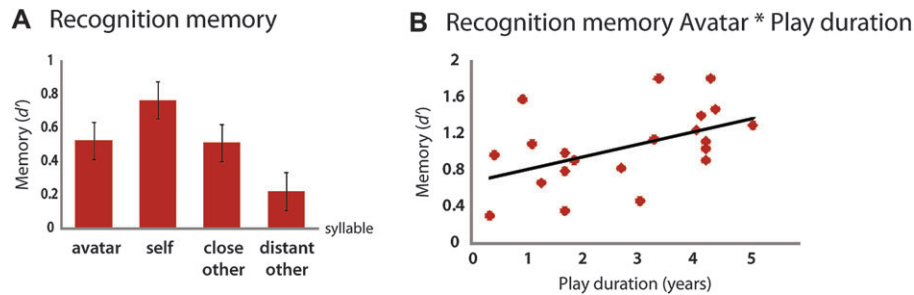 A Recognition memory
1
0.8
0.6
0.4
0.2
0
Memory (d')
avatar self close other distant other
syllable
B Recognition memory Avatar * Play duration
2
1.6
1.2
0.8
0.4
0
Memory (d')
0 1 2 3 4 5
Play duration (years)